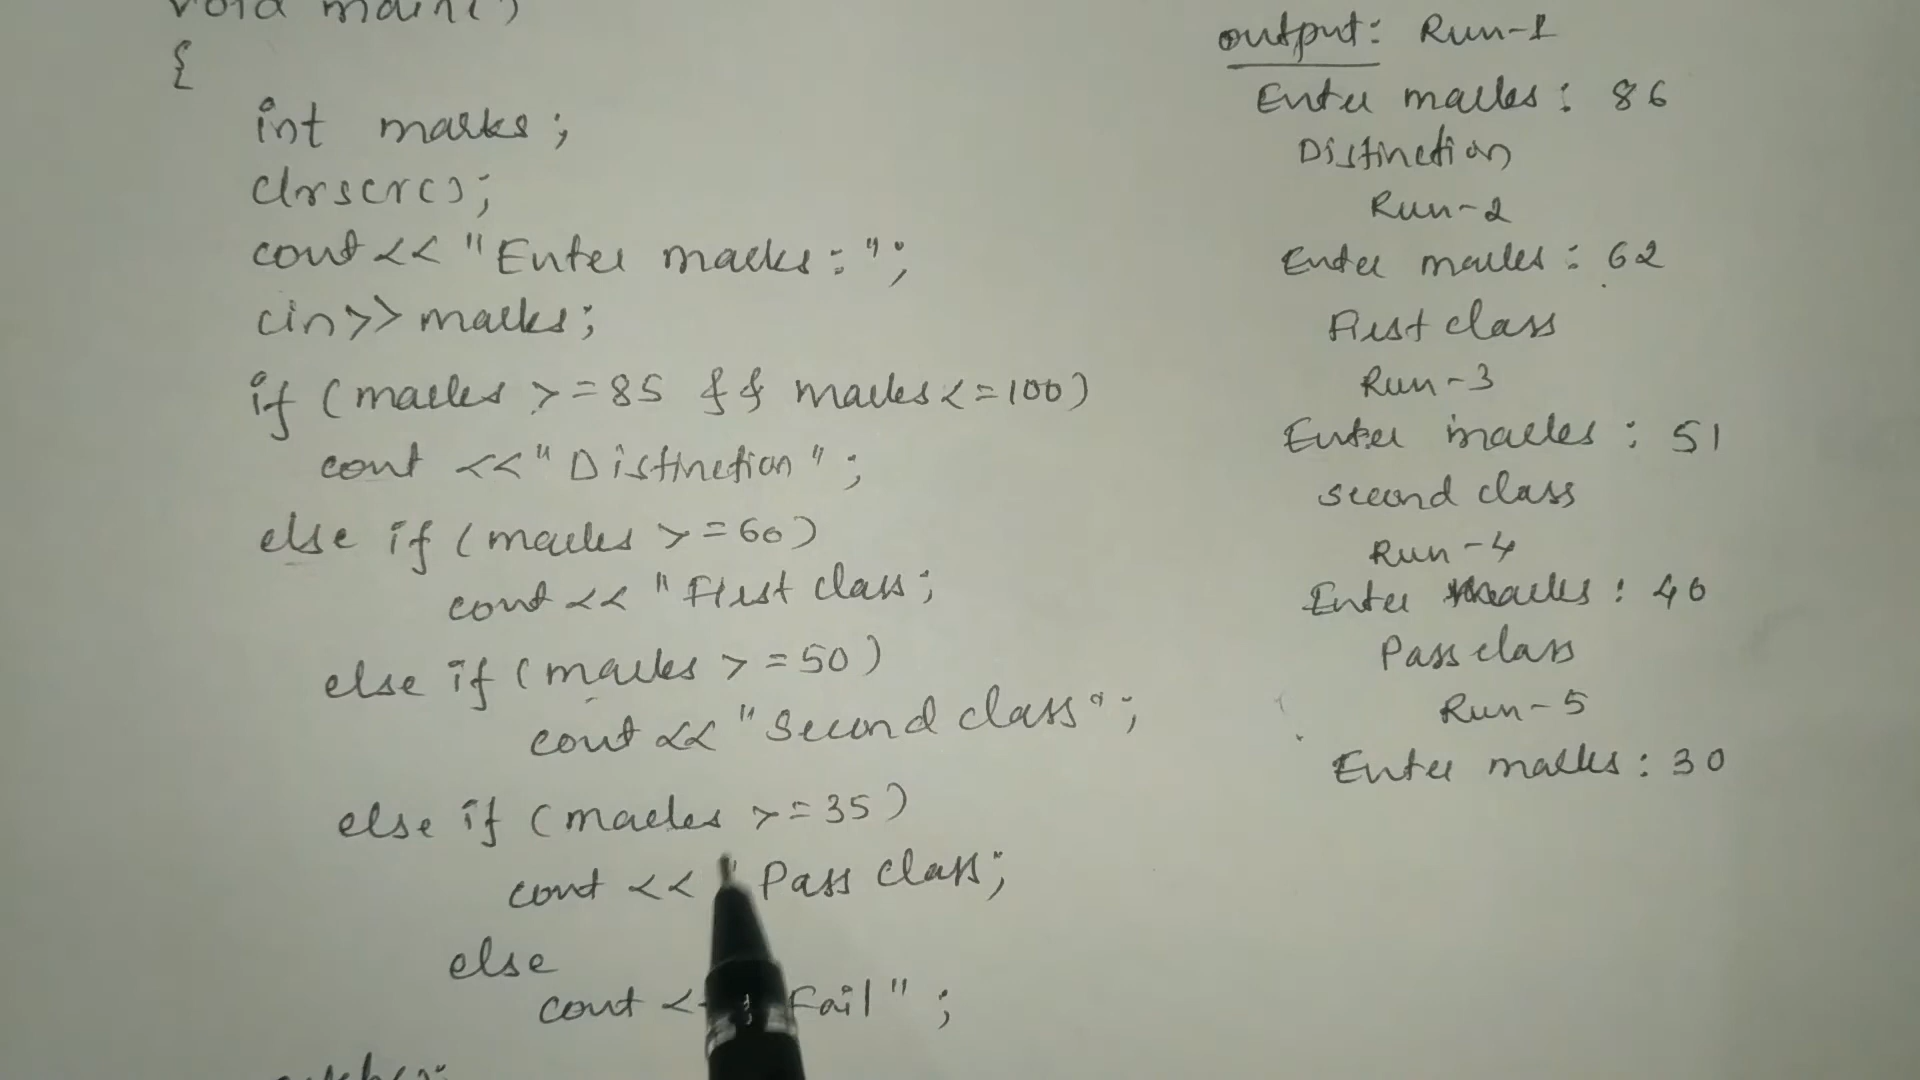 void main()
{
int marks;
clrscr();
cout << "Enter marks:";
cin>> marks;
if (marks >=85 && marks<=100)
cout << "Distinction";
else if (marks >=60)
cout << "First class;
else if (marks >=50)
cout << "Second class";
else if (marks >=35)
cout << "Pass class;
else
cout << Fail";
output: Run-1
Enter marks: 86
Distinction
Run-2
Enter marks: 62
First class
Run-3
Enter marks: 51
second class
Run-4
Enter marks: 40
Pass class
Run-5
Enter marks: 30